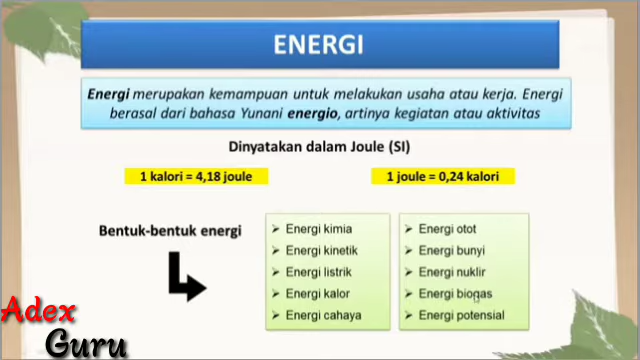 ENERGI
Energi merupakan kemampuan untuk melakukan usaha atau kerja. Energi
berasal dari bahasa Yunani energio, artinya kegiatan atau aktivitas
Dinyatakan dalam Joule (SI)
1 kalori = 4,18 joule
1 joule = 0,24 kalori
Bentuk-bentuk energi
Energi kimia
Energi kinetik
Energi listrik
Energi kalor
Energi cahaya
Energi otot
Energi bunyi
Energi nuklir
Energi biogas
Energi potensial
Adex
Guru